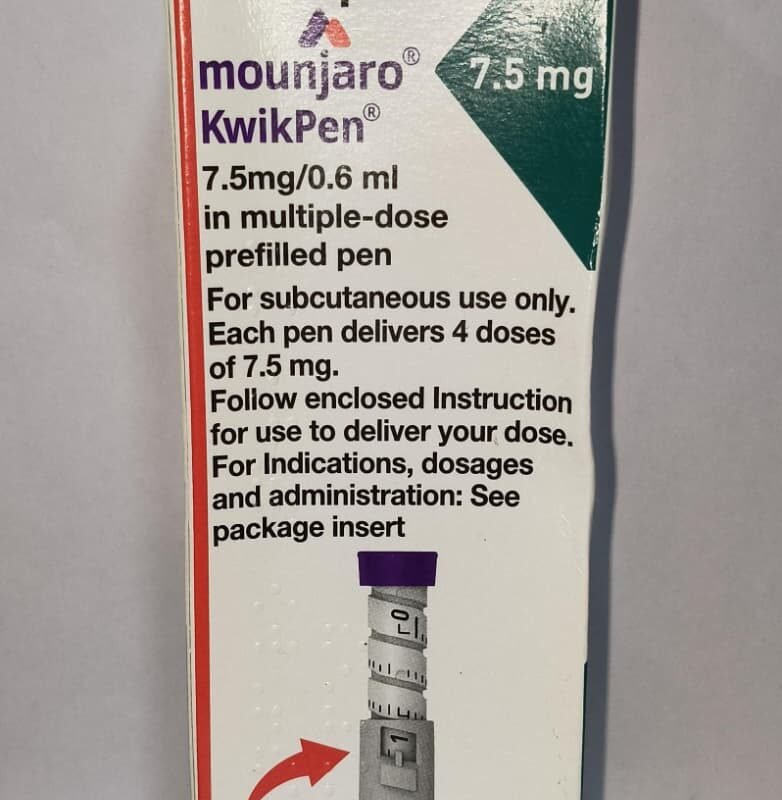 mounjaro®
KwikPen®
7.5 mg
7.5mg/0.6 ml
in multiple-dose
prefilled pen
For subcutaneous use only.
Each pen delivers 4 doses
of 7.5 mg.
Follow enclosed Instruction
for use to deliver your dose.
For Indications, dosages
and administration: See
package insert
0
1